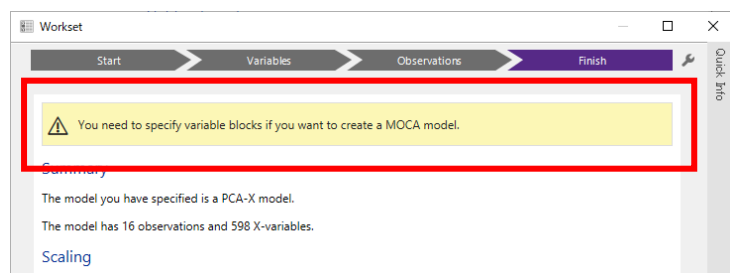 Workset
Start
Variables
Observations
Finish
Quick Info
You need to specify variable blocks if you want to create a MOCA model.
Summary
The model you have specified is a PCA-X model.
The model has 16 observations and 598 X-variables.
Scaling